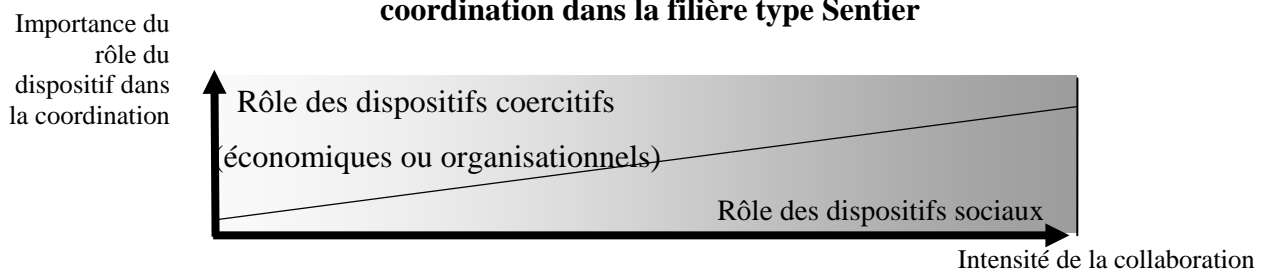 coordination dans la filière type Sentier
Importance du
rôle du
dispositif dans
la coordination
Rôle des dispositifs coercitifs
(économiques ou organisationnels)
Rôle des dispositifs sociaux
Intensité de la collaboration